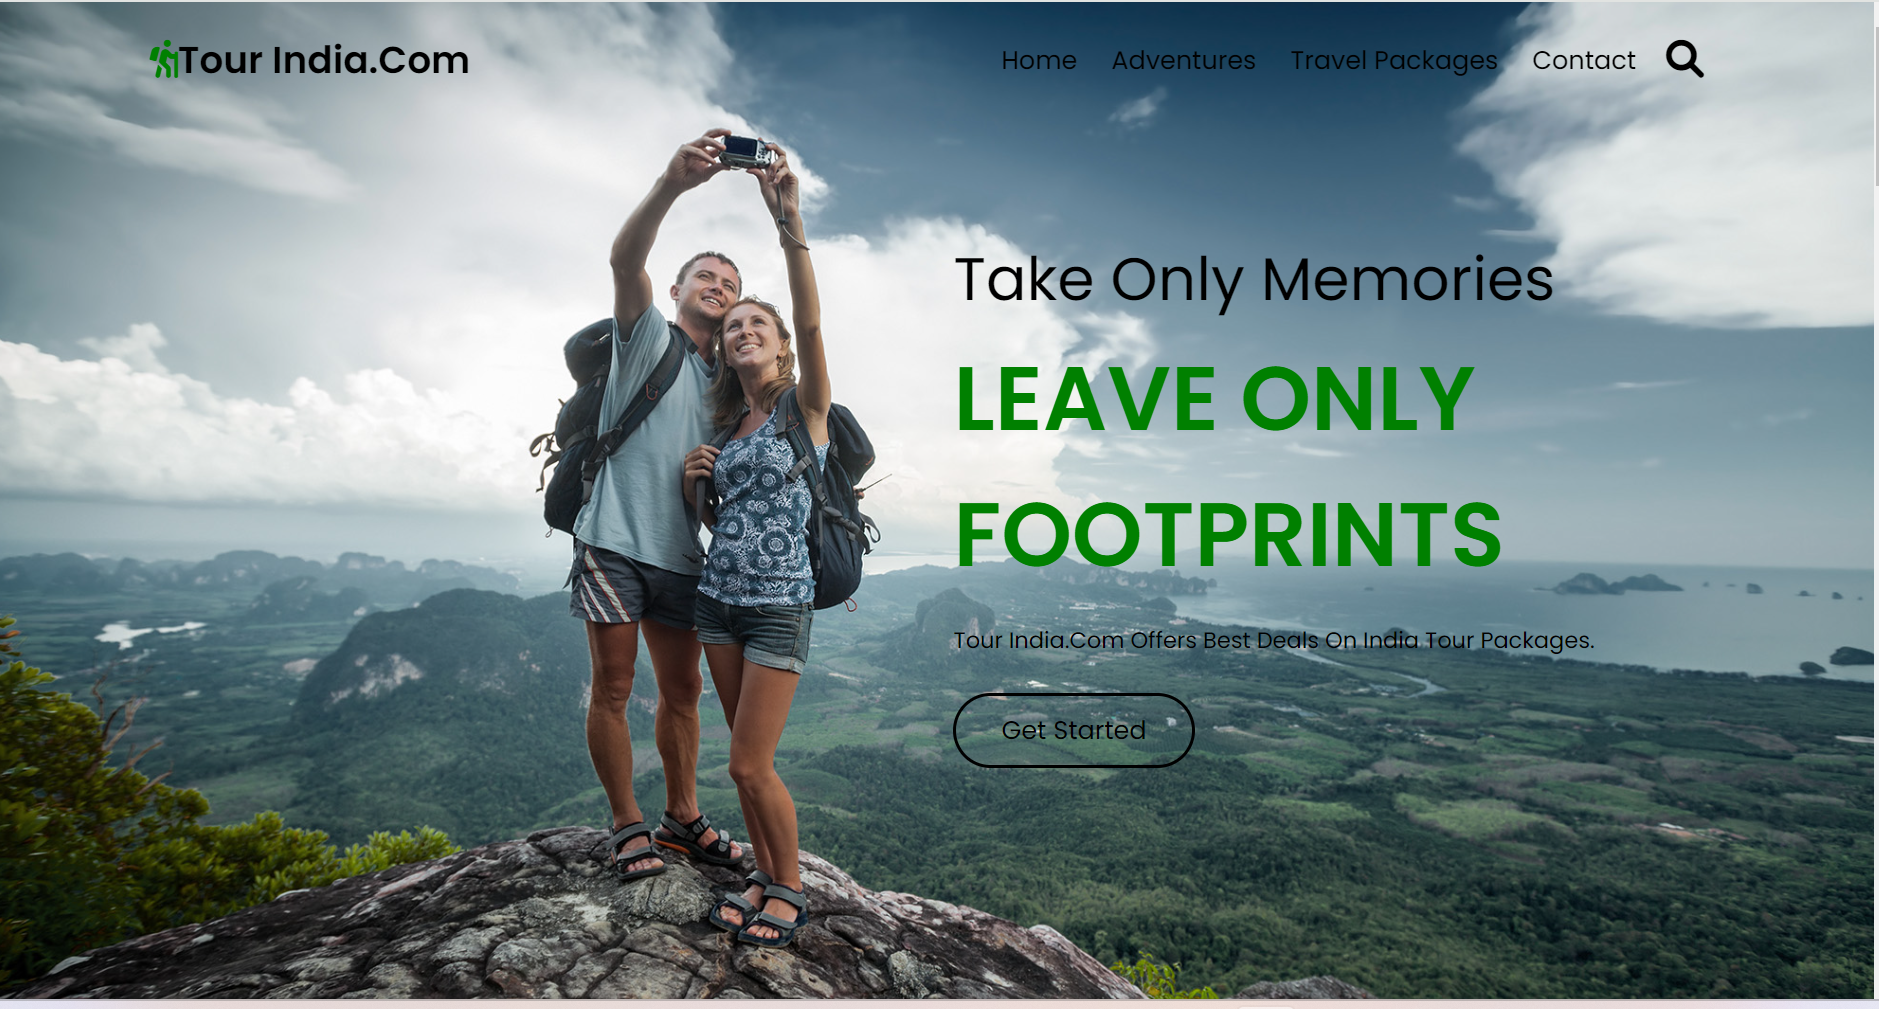 Tour India.Com
Home Adventures Travel Packages Contact
Take Only Memories
LEAVE ONLY
FOOTPRINTS
Tour India.Com Offers Best Deals On India Tour Packages.
Get Started